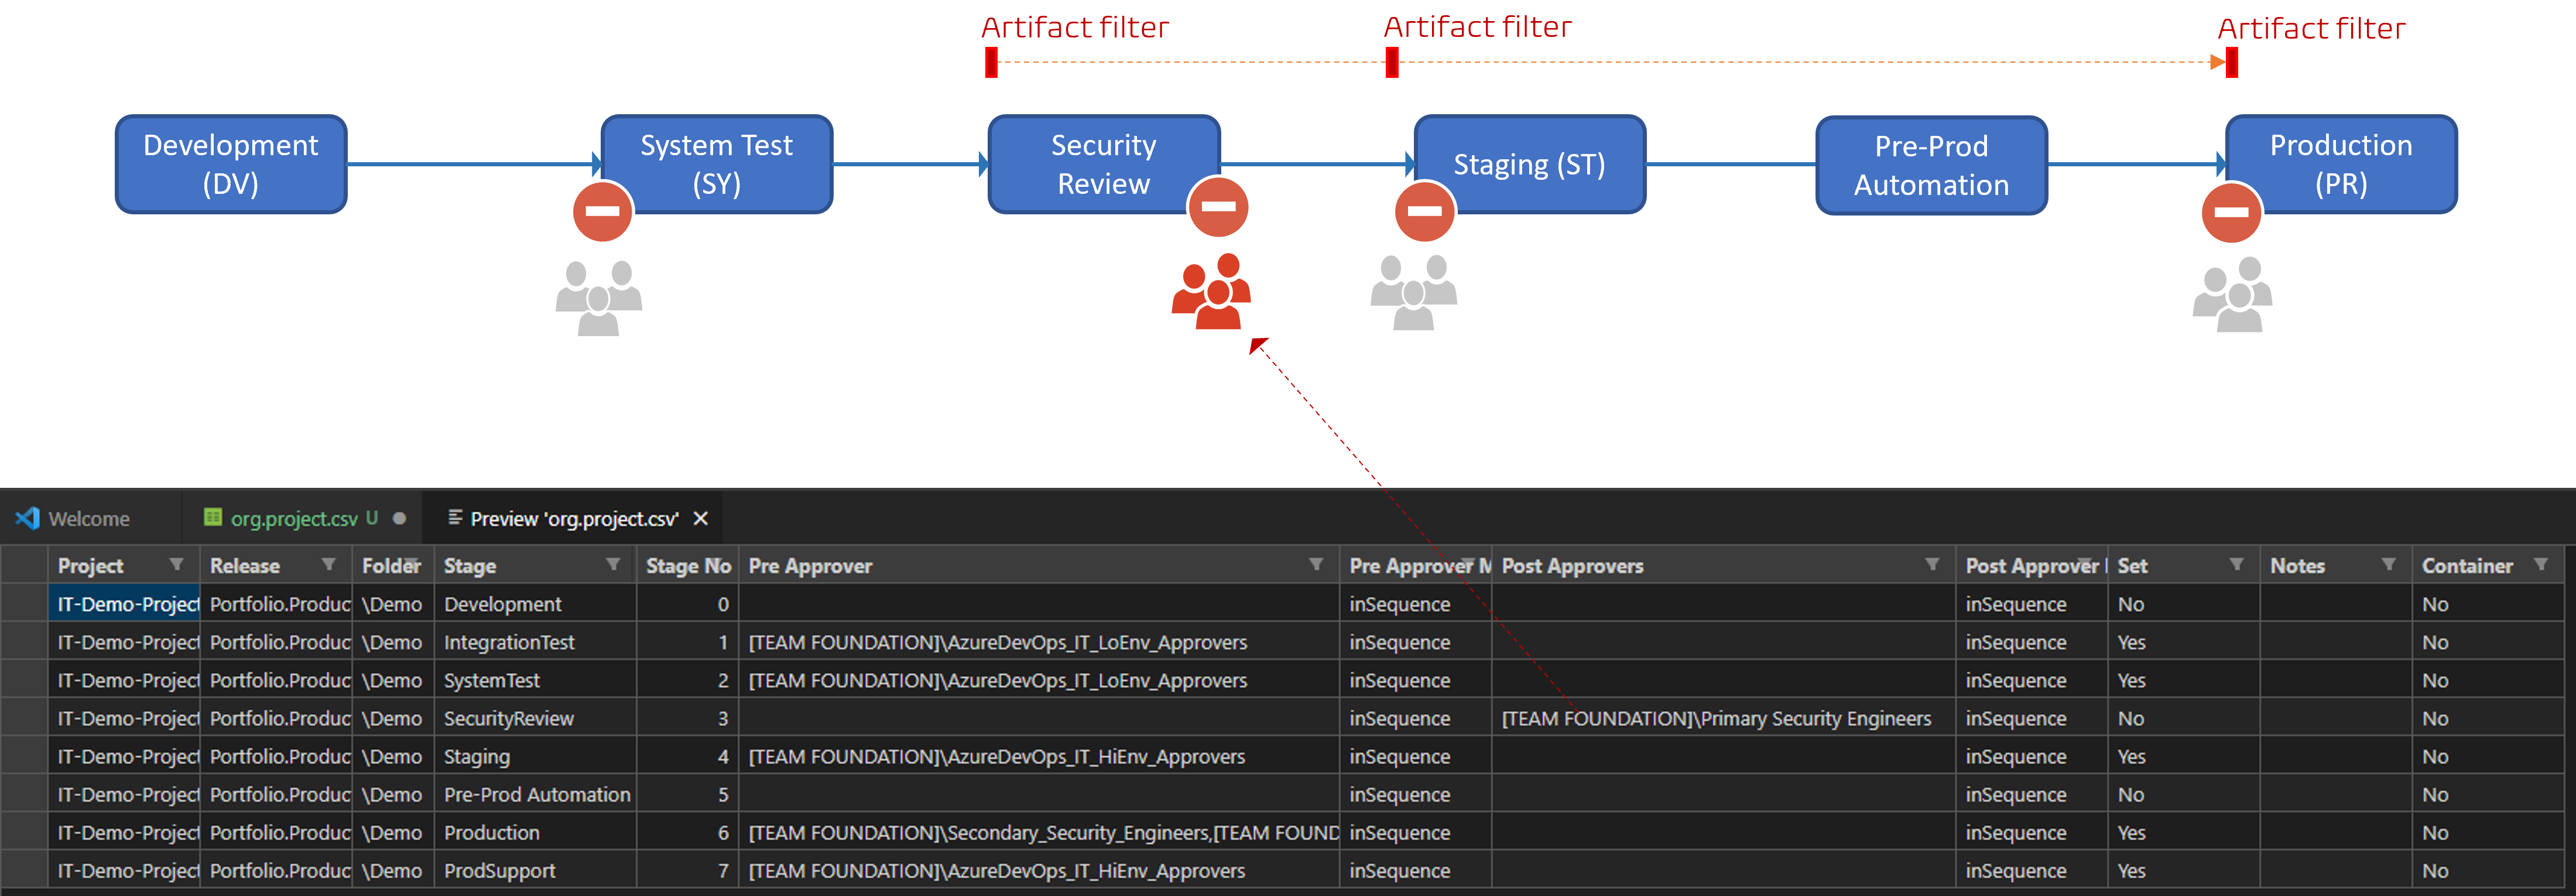 Artifact filter Artifact filter Artifact filter
Development
(DV)
System Test
(SY)
Security
Review
Staging (ST)
Pre-Prod
Automation
Production
(PR)
Welcome org.project.csv U Preview 'org.project.csv'
Project Release Folder Stage Stage No Pre Approver Pre Approver M Post Approvers Post Approver Set Notes Container
IT-Demo-Project Portfolio.Produc \Demo Development 0 inSequence inSequence No No
IT-Demo-Project Portfolio.Produc \Demo IntegrationTest 1 [TEAM FOUNDATION]\AzureDevOps_IT_LoEnv_Approvers inSequence inSequence Yes No
IT-Demo-Project Portfolio.Produc \Demo SystemTest 2 [TEAM FOUNDATION]\AzureDevOps_IT_LoEnv_Approvers inSequence inSequence Yes No
IT-Demo-Project Portfolio.Produc \Demo SecurityReview 3 inSequence [TEAM FOUNDATION]\Primary Security Engineers inSequence No No
IT-Demo-Project Portfolio.Produc \Demo Staging 4 [TEAM FOUNDATION]\AzureDevOps_IT_HiEnv_Approvers inSequence inSequence Yes No
IT-Demo-Project Portfolio.Produc \Demo Pre-Prod Automation 5 inSequence inSequence No No
IT-Demo-Project Portfolio.Produc \Demo Production 6 [TEAM FOUNDATION]\Secondary_Security_Engineers,[TEAM FOUND inSequence inSequence Yes No
IT-Demo-Project Portfolio.Produc \Demo ProdSupport 7 [TEAM FOUNDATION]\AzureDevOps_IT_HiEnv_Approvers inSequence inSequence Yes No